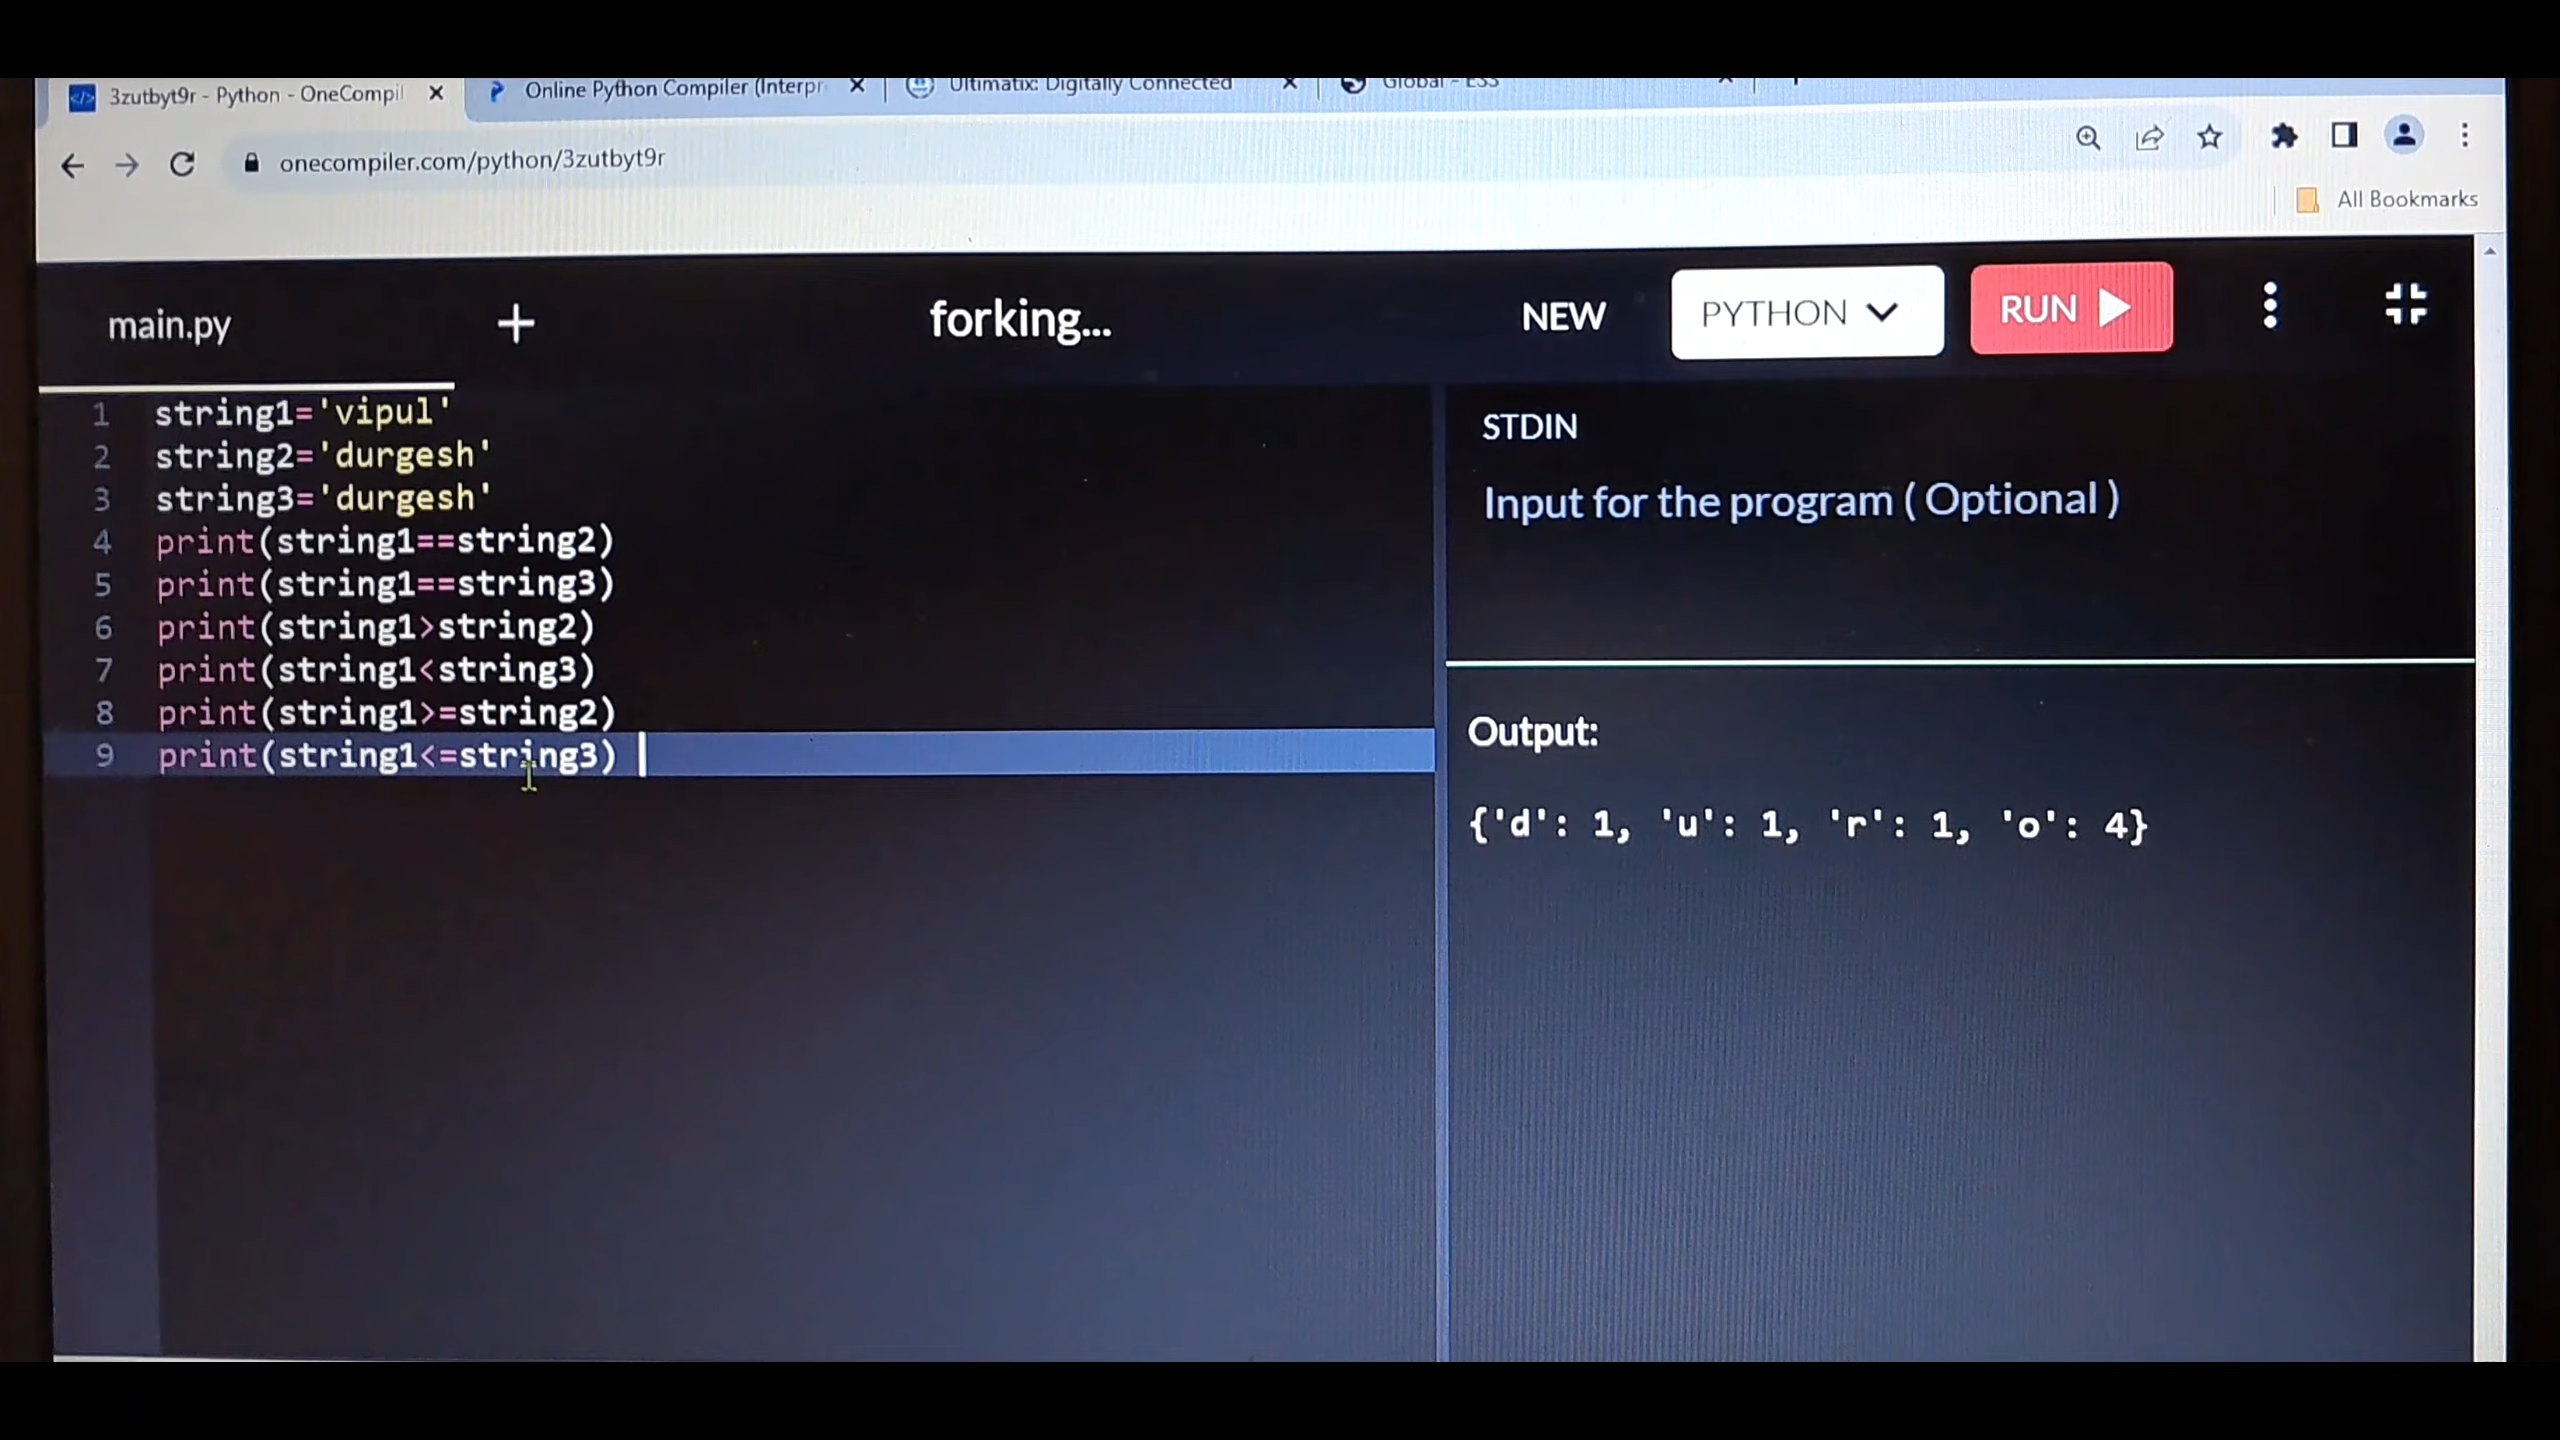 3zutbyt9r - Python - OneCompil
Online Python Compiler (Interpr
Ultimatix: Digitally Connected
Global - ESS
onecompiler.com/python/3zutbyt9r
All Bookmarks
main.py
forking...
NEW
PYTHON
RUN
1 string1='vipul'
2 string2='durgesh'
3 string3='durgesh'
4 print(string1==string2)
5 print(string1==string3)
6 print(string1>string2)
7 print(string1<string3)
8 print(string1>=string2)
9 print(string1<=string3)
STDIN
Input for the program ( Optional )
Output:
{'d': 1, 'u': 1, 'r': 1, 'o': 4}